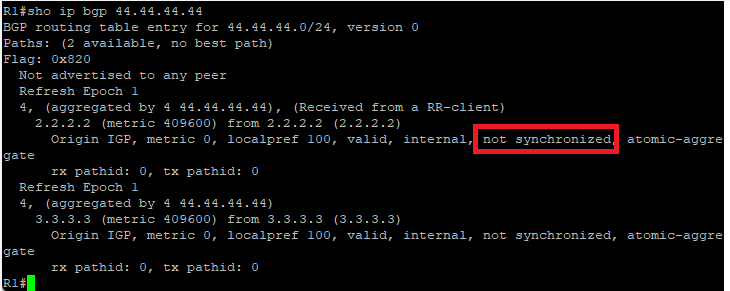 R1#sho ip bgp 44.44.44.44
BGP routing table entry for 44.44.44.0/24, version 0
Paths: (2 available, no best path)
Flag: 0x820
  Not advertised to any peer
  Refresh Epoch 1
  4, (aggregated by 4 44.44.44.44), (Received from a RR-client)
    2.2.2.2 (metric 409600) from 2.2.2.2 (2.2.2.2)
      Origin IGP, metric 0, localpref 100, valid, internal, not synchronized, atomic-aggre
gate
      rx pathid: 0, tx pathid: 0
  Refresh Epoch 1
  4, (aggregated by 4 44.44.44.44)
    3.3.3.3 (metric 409600) from 3.3.3.3 (3.3.3.3)
      Origin IGP, metric 0, localpref 100, valid, internal, not synchronized, atomic-aggre
gate
      rx pathid: 0, tx pathid: 0
R1#